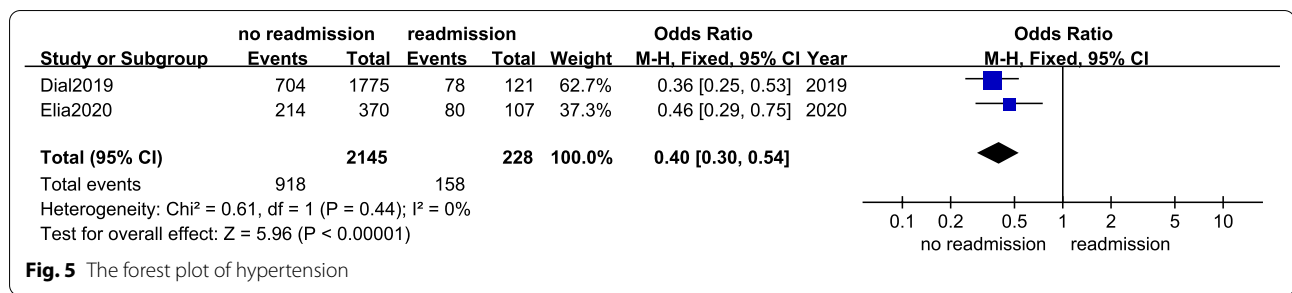 no readmission readmission Odds Ratio Odds Ratio
Study or Subgroup Events Total Events Total Weight M-H, Fixed, 95% CI Year M-H, Fixed, 95% CI
Dial2019 704 1775 78 121 62.7% 0.36 [0.25, 0.53] 2019
Elia2020 214 370 80 107 37.3% 0.46 [0.29, 0.75] 2020
Total (95% CI) 2145 228 100.0% 0.40 [0.30, 0.54]
Total events 918 158
Heterogeneity: Chi² = 0.61, df = 1 (P = 0.44); I² = 0%
Test for overall effect: Z = 5.96 (P < 0.00001)
0.1 0.2 0.5 1 2 5 10
no readmission readmission
Fig. 5 The forest plot of hypertension